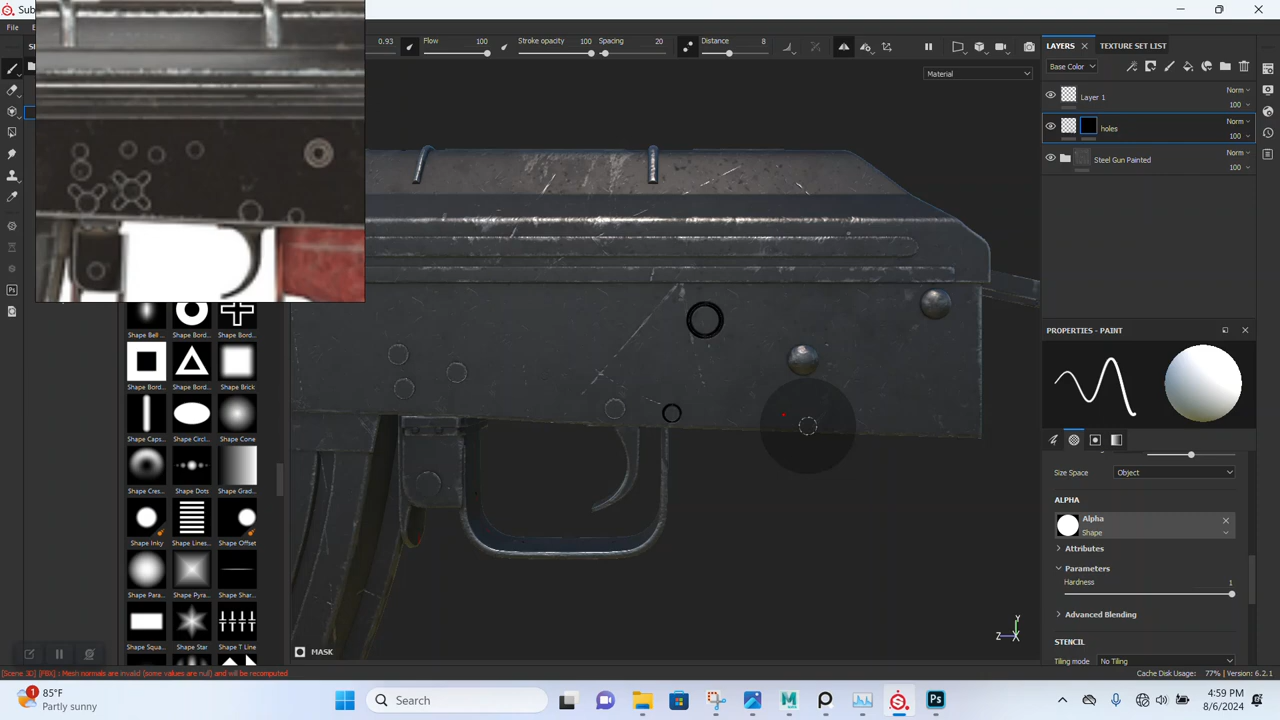 Sub
File
E
0.93
Flow 100
Stroke opacity 100
Spacing 20
Distance 8
Material
LAYERS
TEXTURE SET LIST
Base Color
Layer 1
Norm
100
holes
Norm
100
Steel Gun Painted
Norm
100
Shape Bell ...
Shape Bord...
Shape Bord...
Shape Bord...
Shape Bord...
Shape Brick
Shape Caps...
Shape Circl...
Shape Cone
Shape Cres...
Shape Dots
Shape Grad...
Shape Inky
Shape Lines...
Shape Offset
Shape Para...
Shape Pyra...
Shape Shar...
Shape Squa...
Shape Star
Shape T Line
PROPERTIES - PAINT
Size Space
Object
ALPHA
Alpha
Shape
Attributes
Parameters
Hardness 1
Advanced Blending
STENCIL
Tiling mode
No Tiling
Y
Z X
MASK
[Scene 3D] [FBX] : Mesh normals are invalid (some values are null) and will be recomputed
Cache Disk Usage: 77% | Version: 6.2.1
1
85°F
Partly sunny
Search
Ps
4:59 PM
8/6/2024